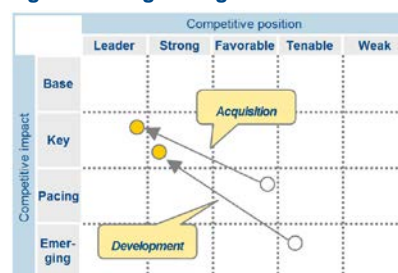 Competitive position
Leader Strong Favorable Tenable Weak
Competitive impact
Base
Key
Pacing
Emer-
ging
Acquisition
Development